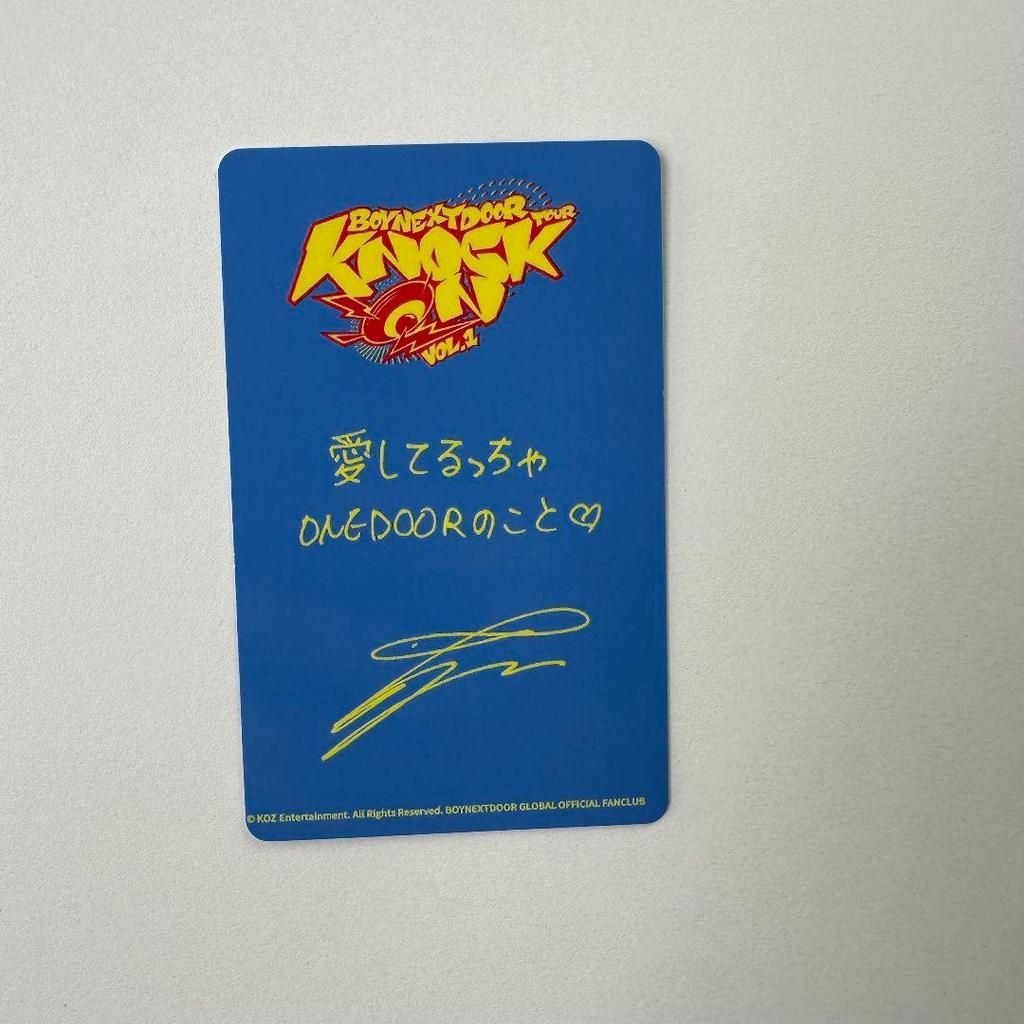 BOYNEXTDOOR TOUR
KNOCK
ON
VOL.1
愛してるっちゃ
ONEDOORのこと♡
© KOZ Entertainment. All Rights Reserved. BOYNEXTDOOR GLOBAL OFFICIAL FANCLUB